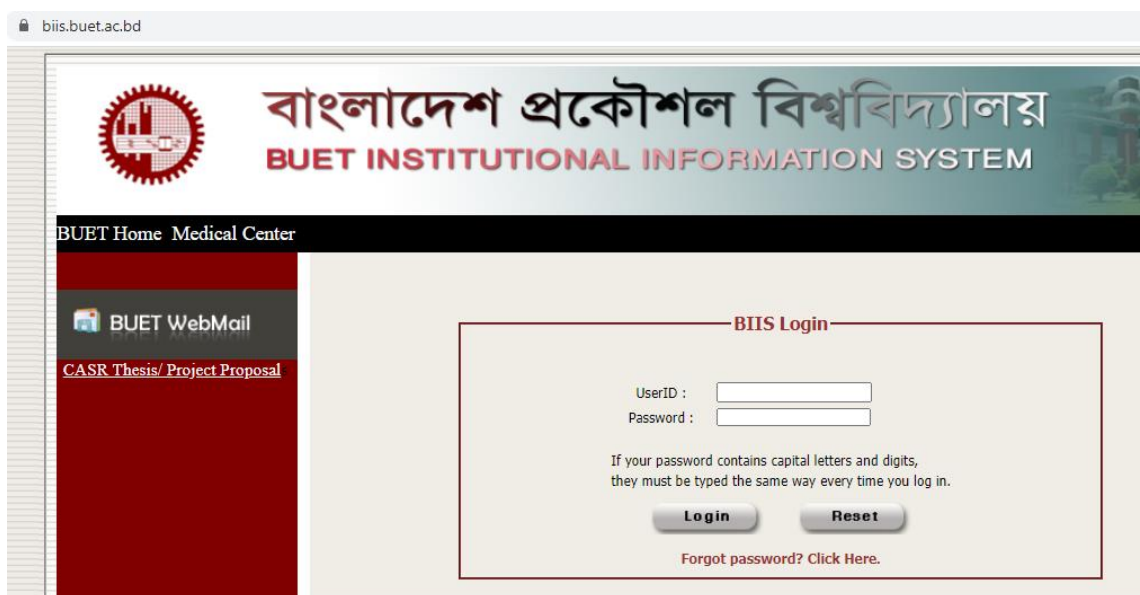 biis.buet.ac.bd
বাংলাদেশ প্রকৌশল বিশ্ববিদ্যালয়
BUET INSTITUTIONAL INFORMATION SYSTEM
BUET Home Medical Center
BUET WebMail
CASR Thesis/ Project Proposal
BIIS Login
UserID :
Password :
If your password contains capital letters and digits,
they must be typed the same way every time you log in.
Login Reset
Forgot password? Click Here.